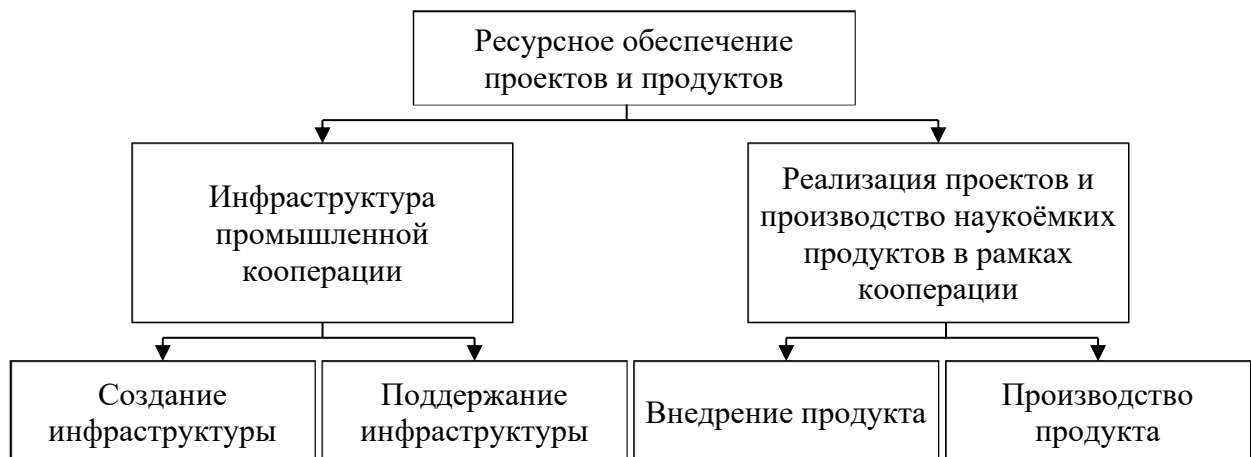 Ресурсное обеспечение
проектов и продуктов
Инфраструктура
промышленной
кооперации
Реализация проектов и
производство наукоёмких
продуктов в рамках
кооперации
Создание
инфраструктуры
Поддержание
инфраструктуры
Внедрение продукта
Производство
продукта